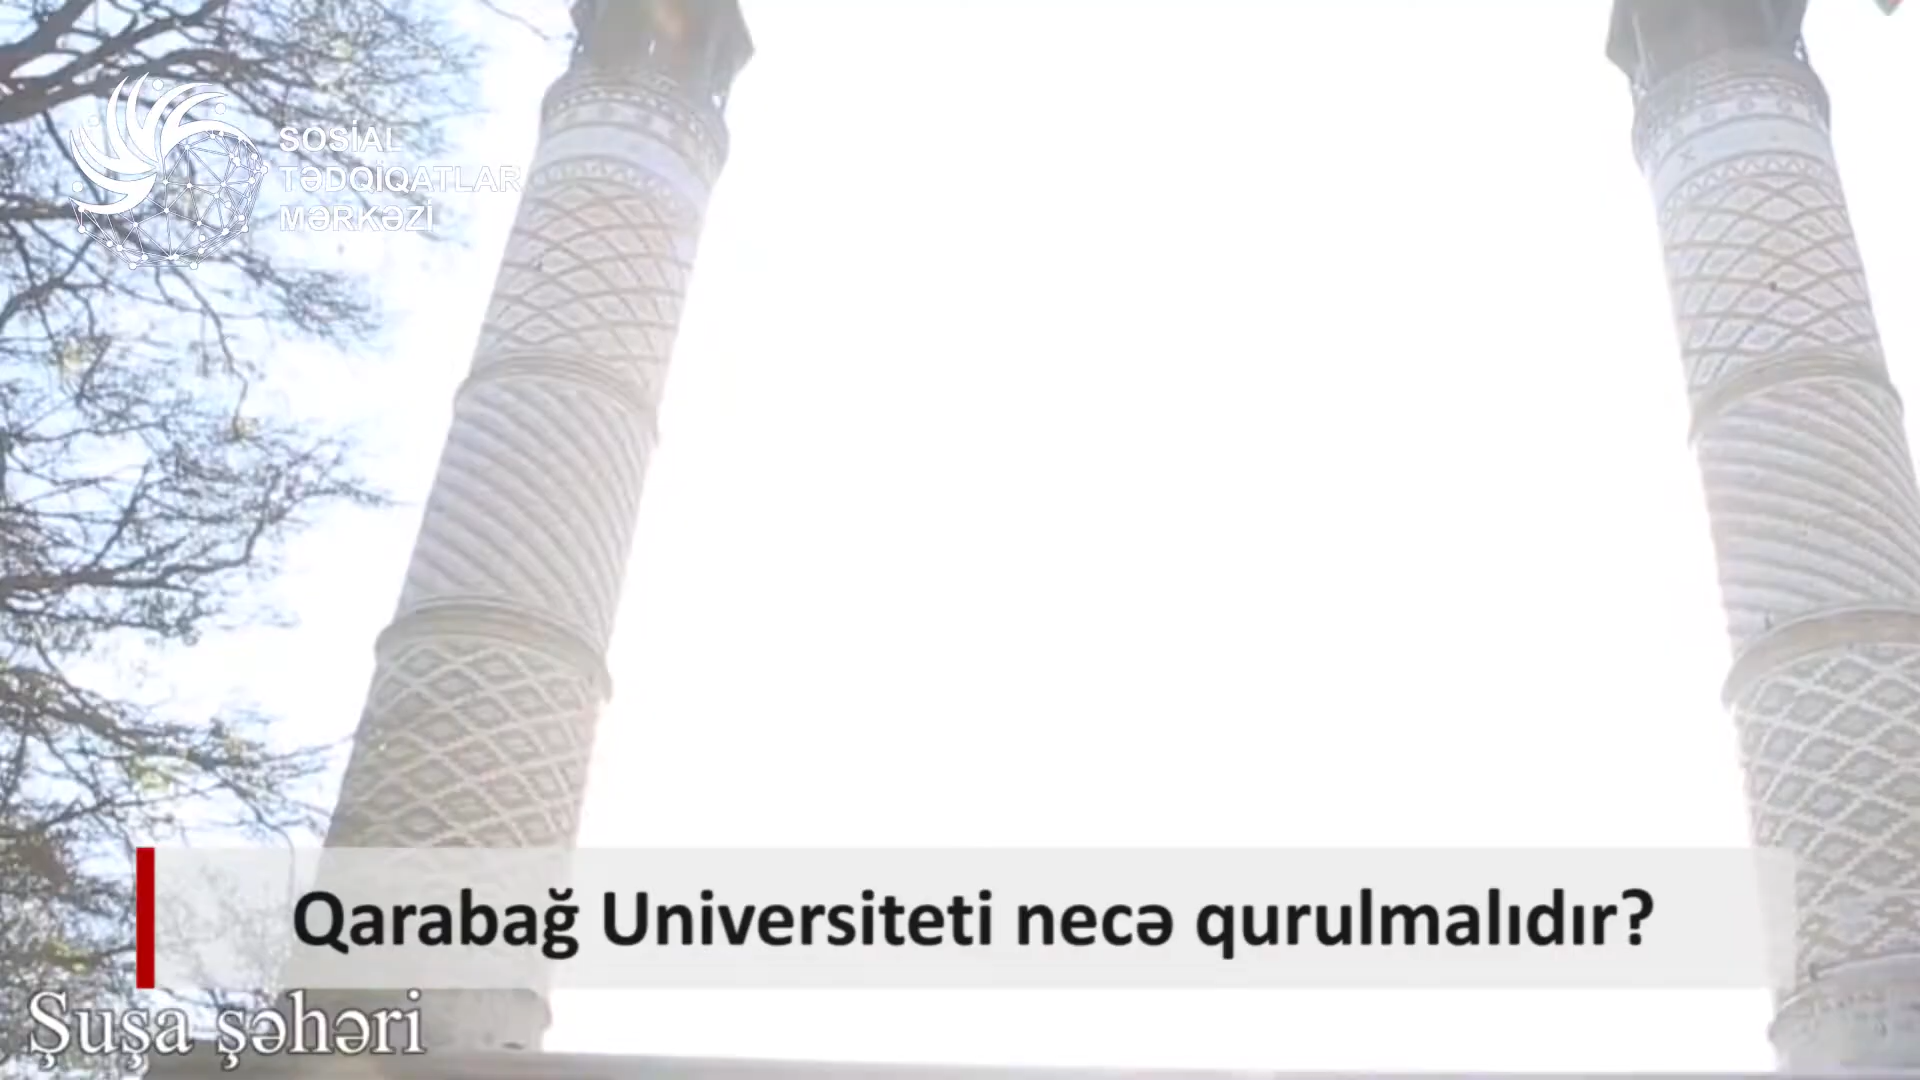 SOSİAL
TƏDQİQATLAR
MƏRKƏZİ
Qarabağ Universiteti necə qurulmalıdır?
Şuşa şəhəri